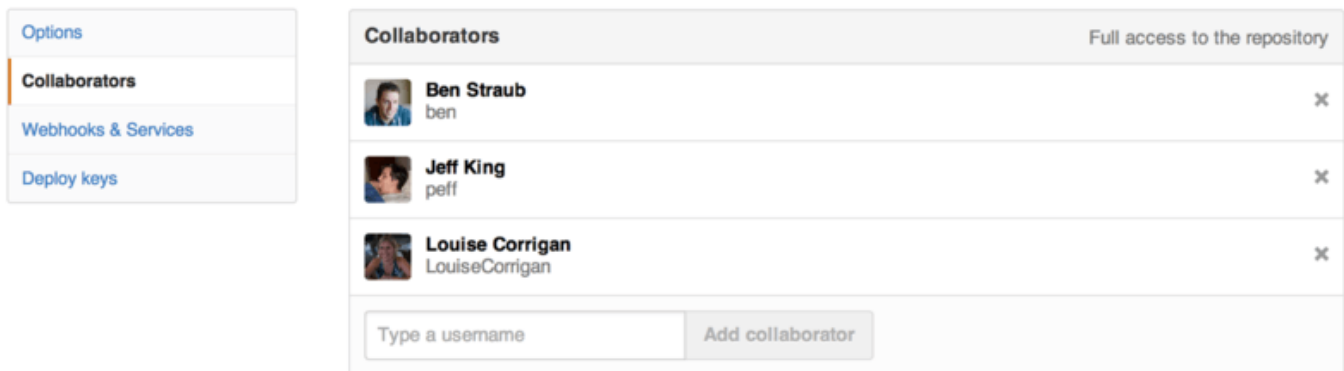 Options
Collaborators
Webhooks & Services
Deploy keys
Collaborators
Full access to the repository
Ben Straub
ben
Jeff King
peff
Louise Corrigan
LouiseCorrigan
Type a username
Add collaborator